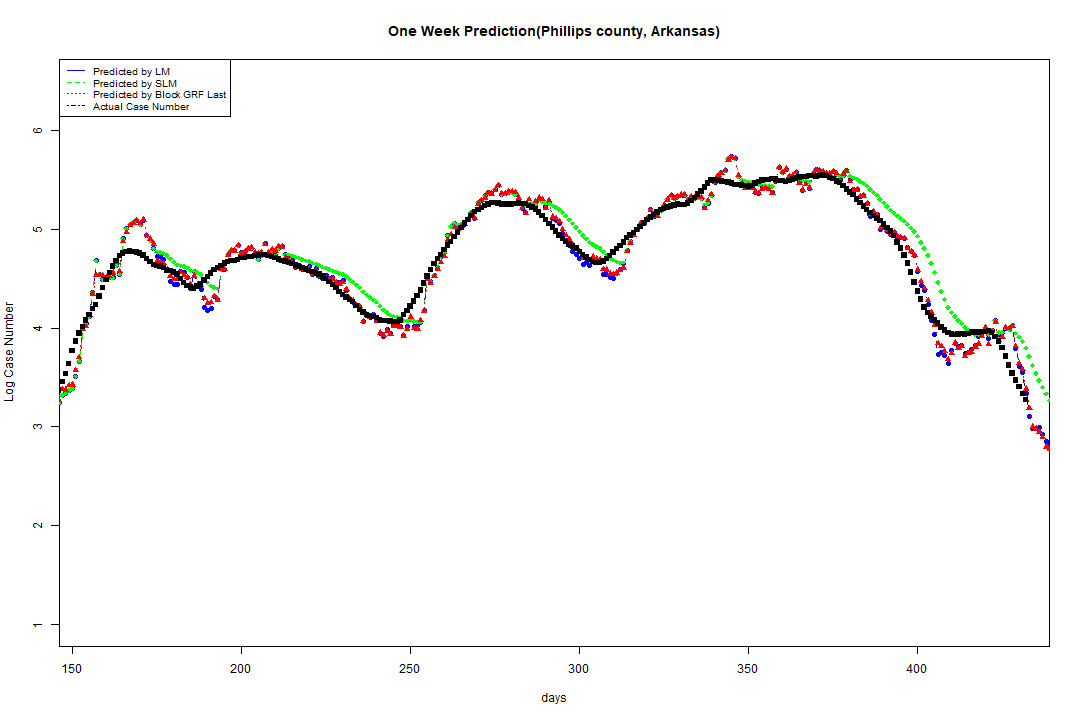 One Week Prediction(Phillips county, Arkansas)
Predicted by LM
Predicted by SLM
Predicted by Block GRF Last
Actual Case Number
6
5
4
3
2
1
Log Case Number
150 200 250 300 350 400
days